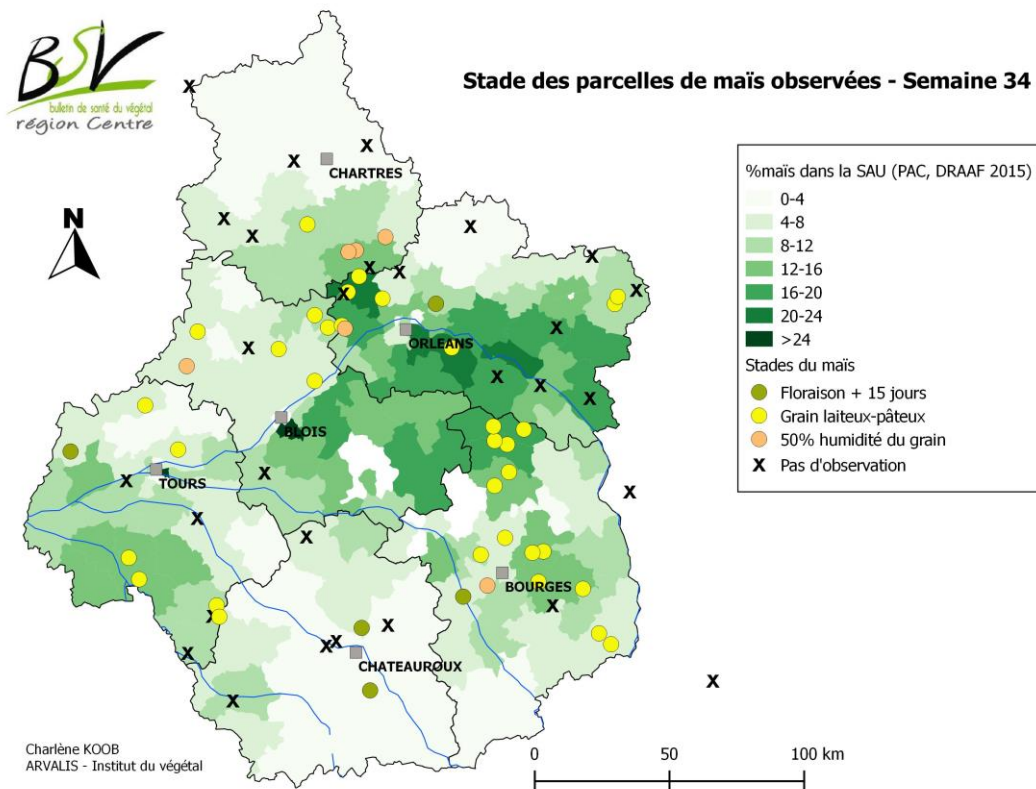 BSV
bulletin de santé du végétal
région Centre
Stade des parcelles de maïs observées - Semaine 34
N
CHARTRES
ORLEANS
BLOIS
TOURS
BOURGES
CHATEAUROUX
%maïs dans la SAU (PAC, DRAAF 2015)
0-4
4-8
8-12
12-16
16-20
20-24
>24
Stades du maïs
Floraison + 15 jours
Grain laiteux-pâteux
50% humidité du grain
X Pas d'observation
Charlène KOOB
ARVALIS - Institut du végétal
0 50 100 km